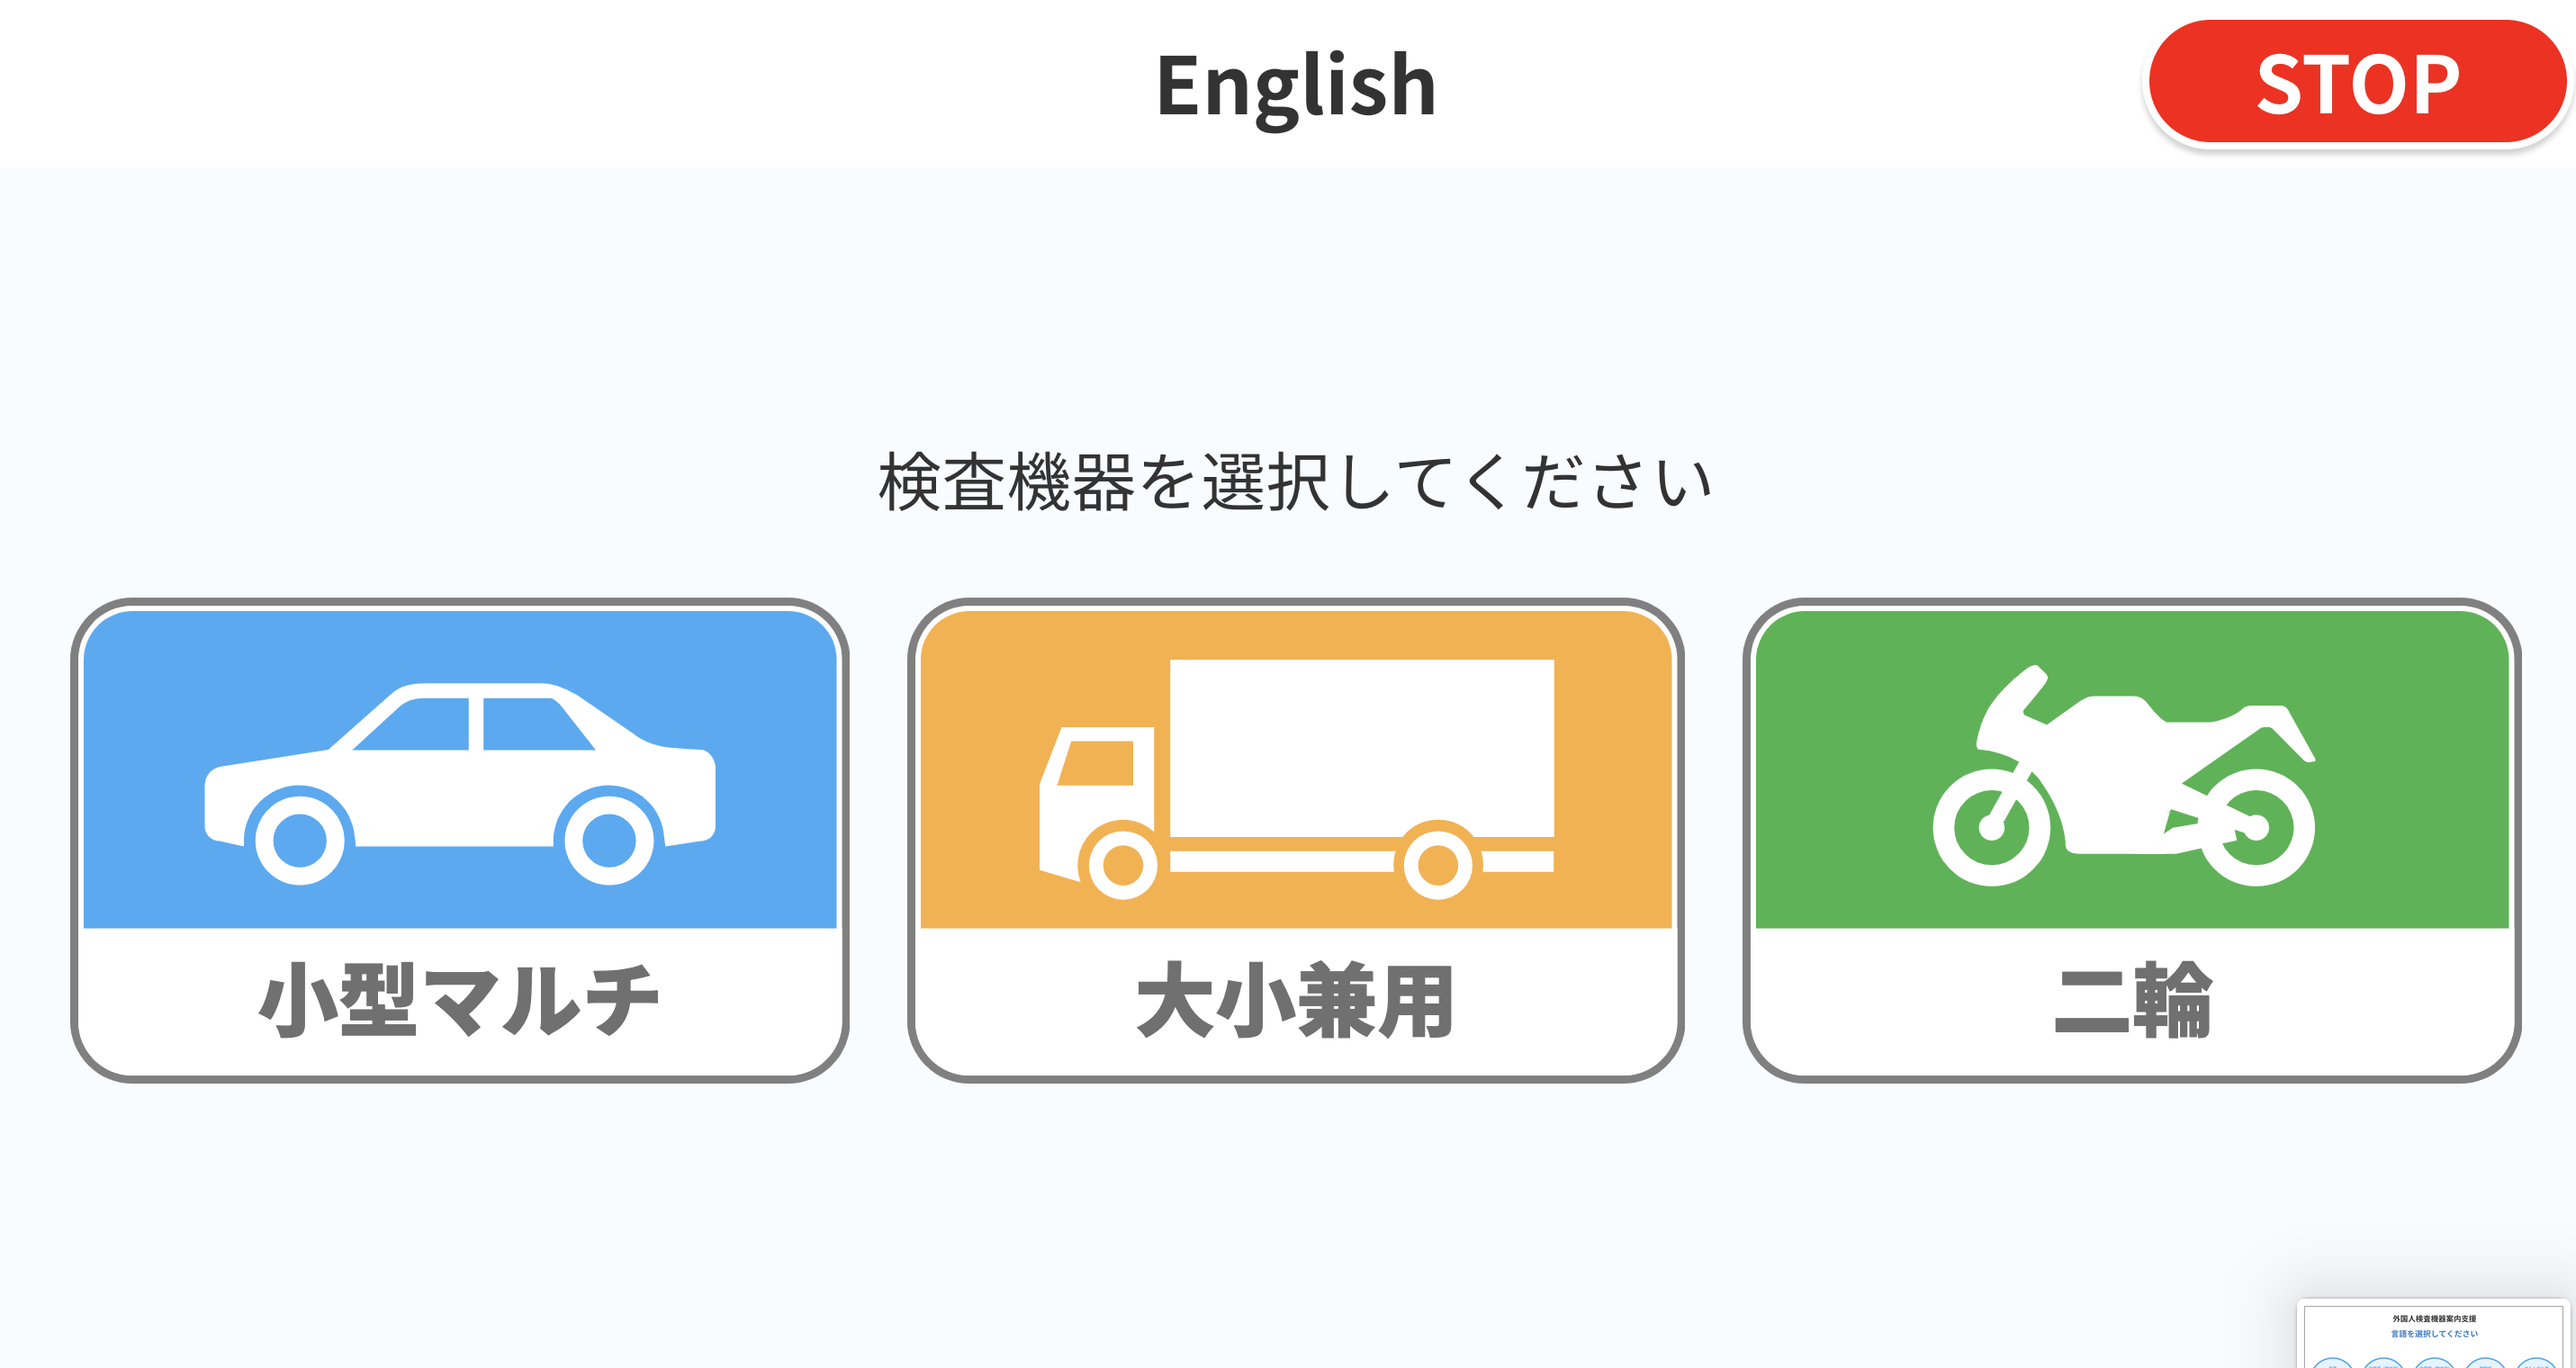 English
STOP
検査機器を選択してください
小型マルチ
大小兼用
二輪
外国人検査機器案内支援
言語を選択してください